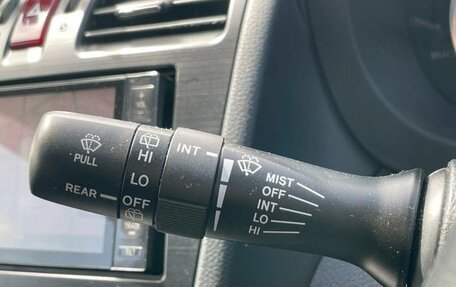 PULL
REAR
HI
LO
OFF
INT
MIST
OFF
INT
LO
HI